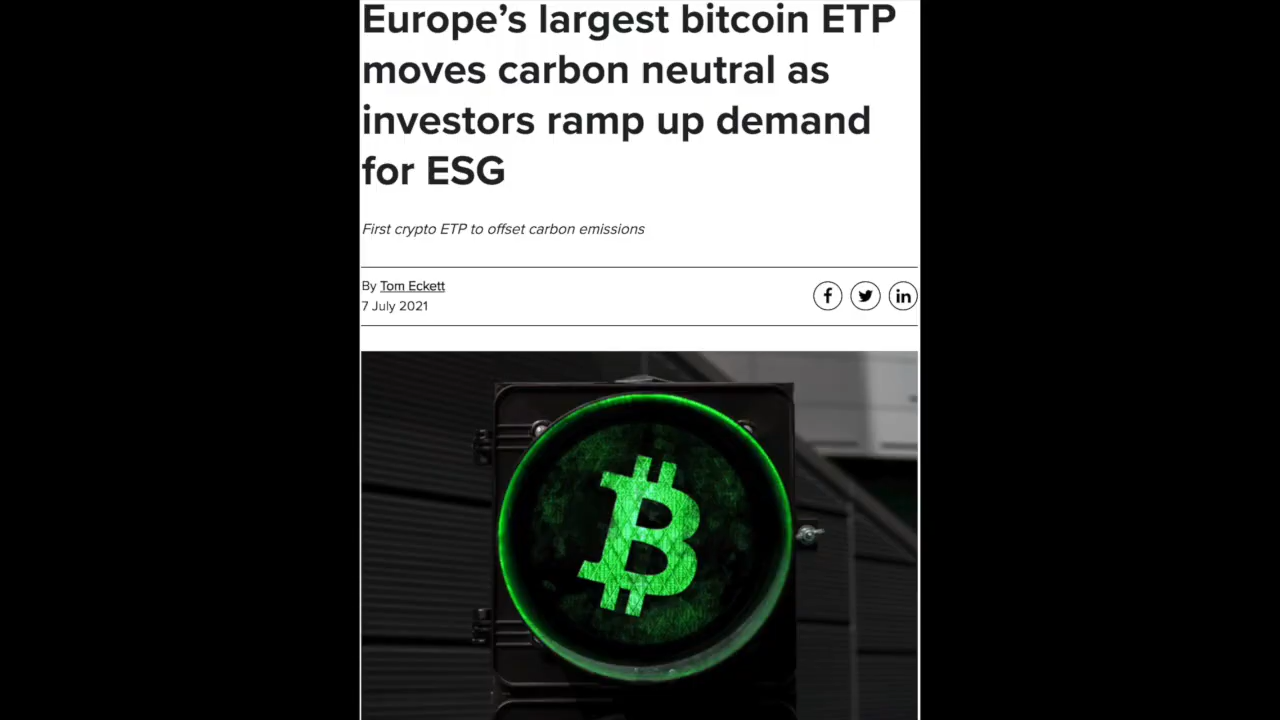 Europe’s largest bitcoin ETP
moves carbon neutral as
investors ramp up demand
for ESG
First crypto ETP to offset carbon emissions
By Tom Eckett
7 July 2021